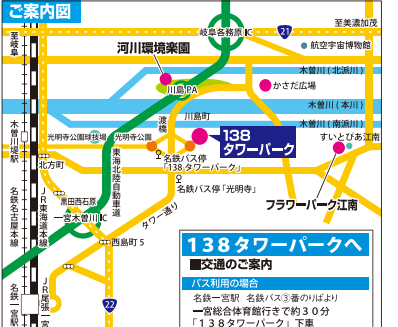 ご案内図
至岐阜
岐阜各務原IC
21
至美濃加茂
航空宇宙博物館
河川環境楽園
川島PA
かさだ広場
木曽川(北派川)
木曽川(本川)
木曽川(南派川)
渡橋
川島町
木曽川堤駅
光明寺公園球技場
光明寺公園
138
タワーパーク
すいとぴあ江南
北方町
名鉄バス停
「138タワーパーク」
名鉄バス停「光明寺」
フラワーパーク江南
東海北陸自動車道
黒田西石原
一宮木曽川IC
タワー通り
西島町5
名鉄名古屋本線
JR東海道本線
22
名鉄一宮
JR尾張一宮
138タワーパークへ
■交通のご案内
バス利用の場合
名鉄一宮駅 名鉄バス③番のりばより
一宮総合体育館行きで約30分
「138タワーパーク」下車